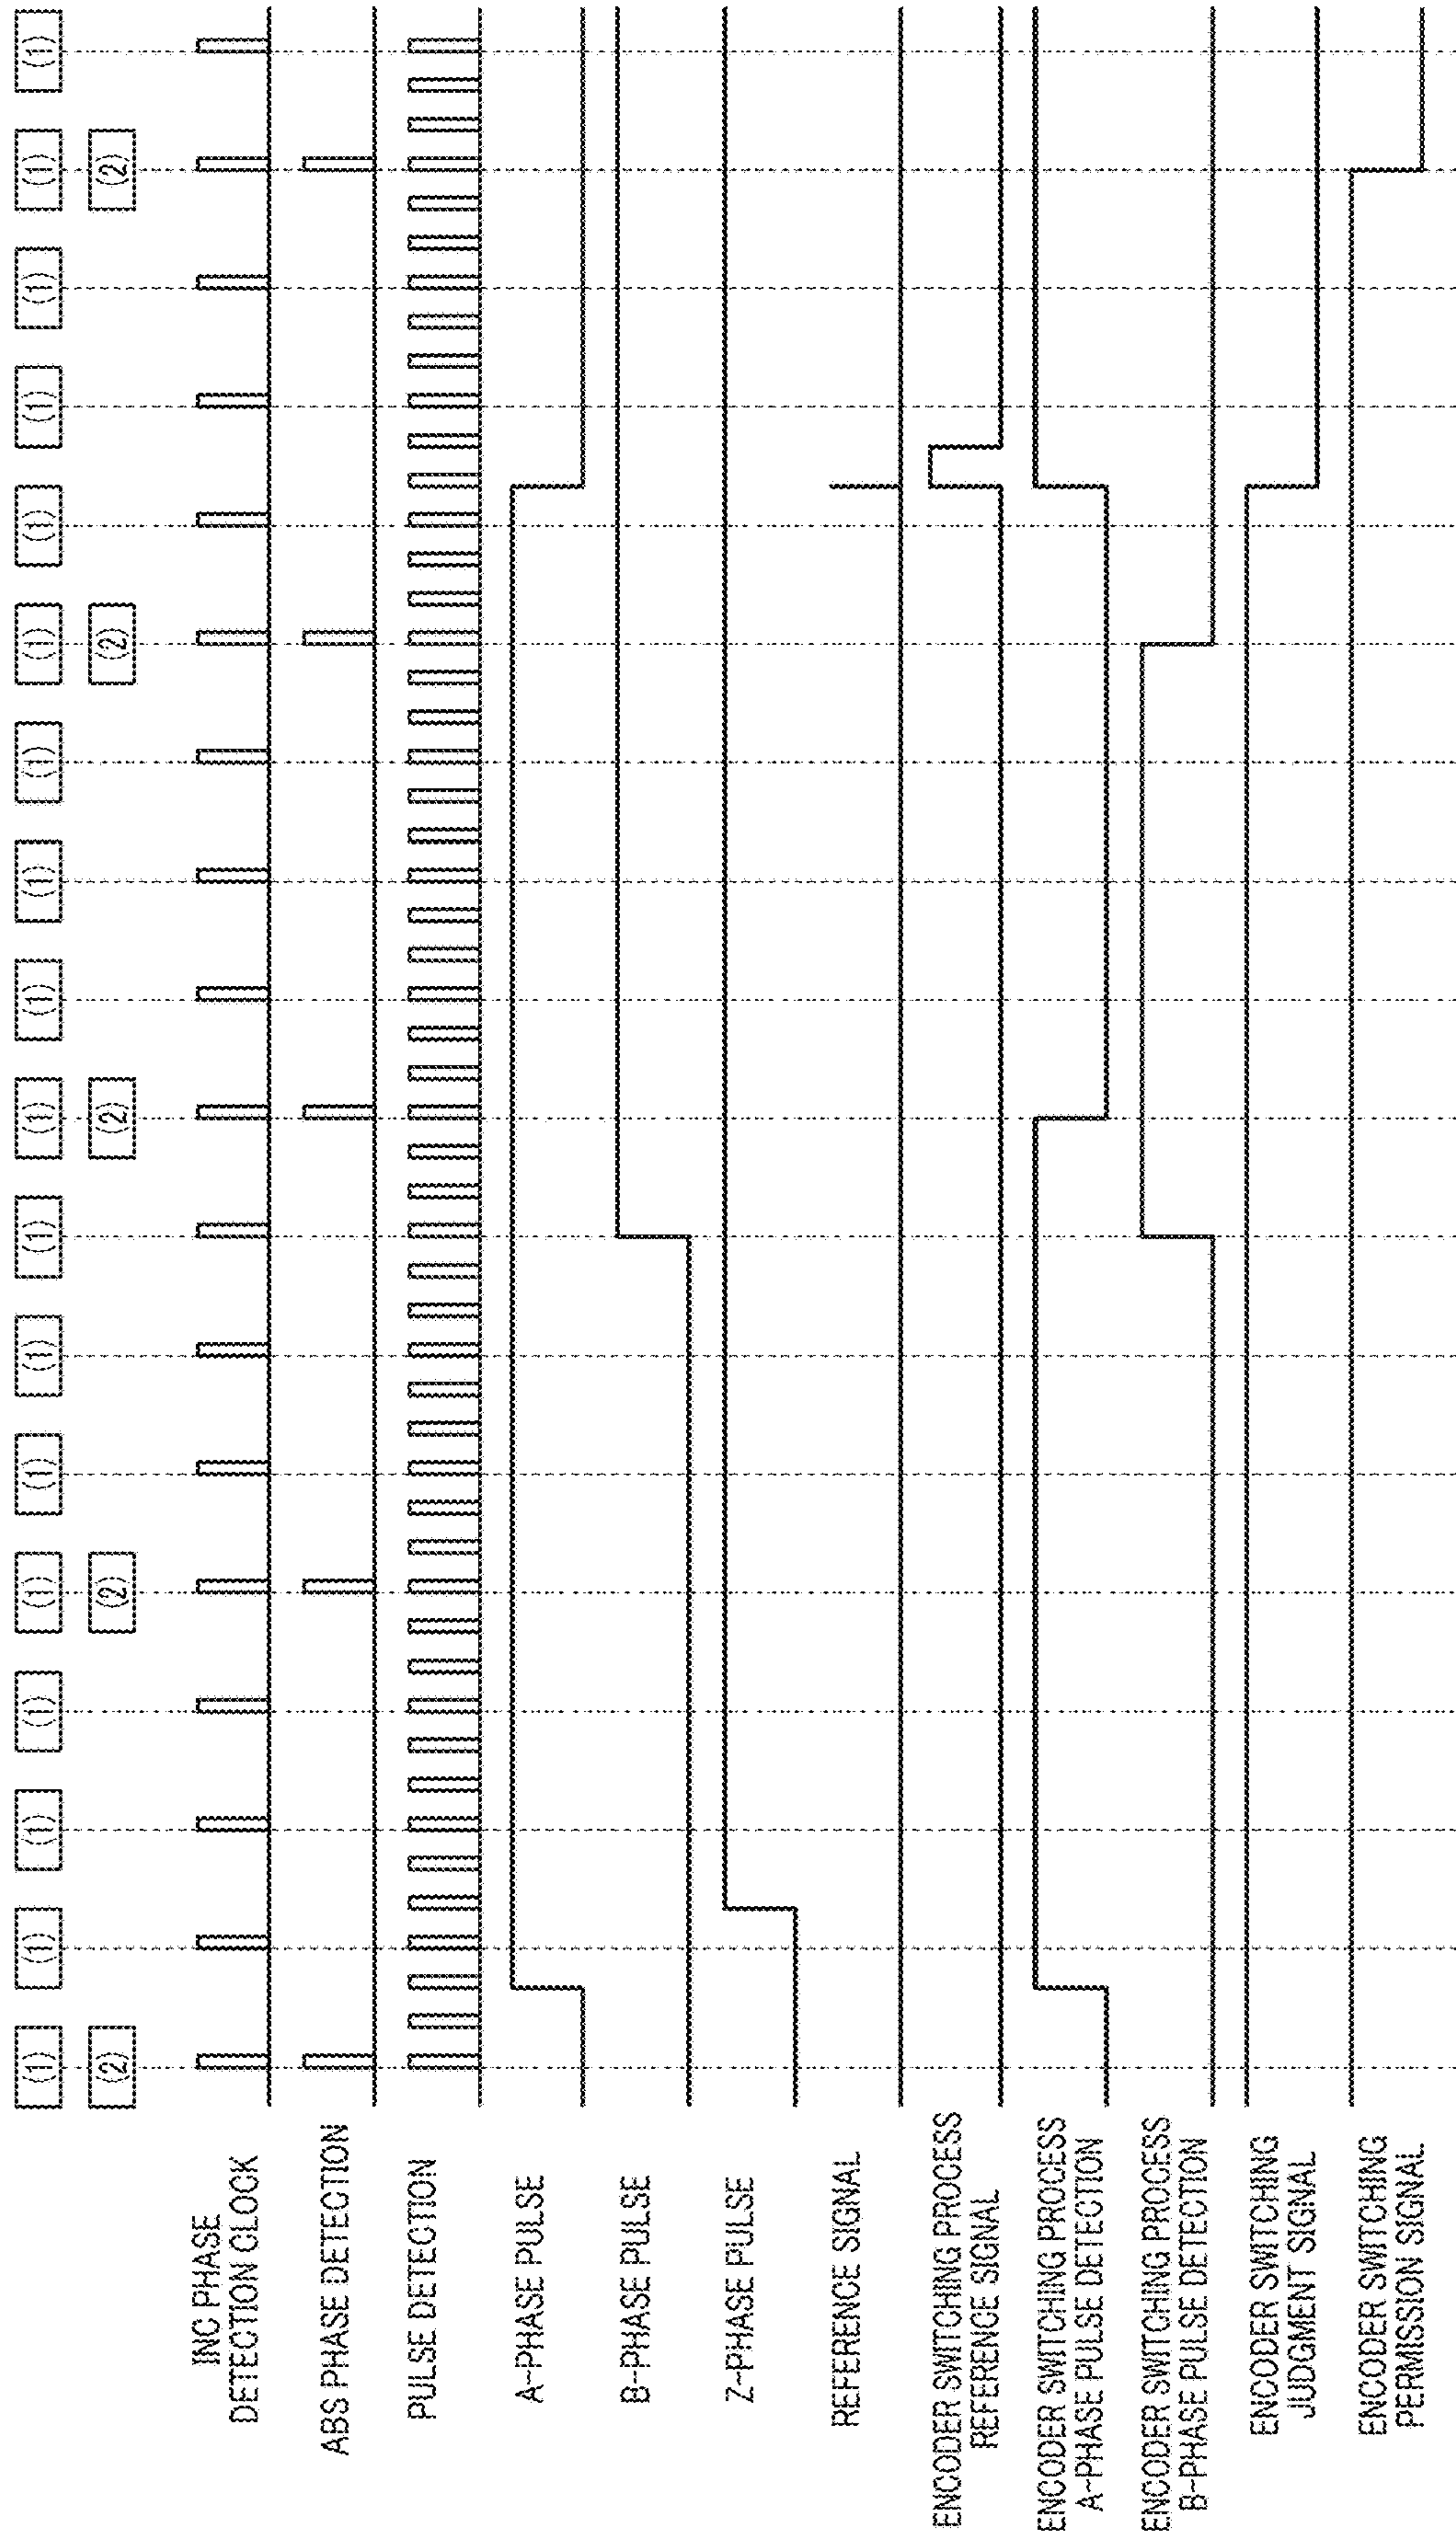 (1) (1) (1) (1) (1) (1) (1) (1) (1) (1) (1) (1) (1) (1) (1) (1) (1) (1)
(2) (2) (2) (2) (2)
INC PHASE
DETECTION GLOCK
ABS PHASE DETECTION
PULSE DETECTION
A-PHASE PULSE
B-PHASE PULSE
Z-PHASE PULSE
REFERENCE SIGNAL
ENCODER SWITCHING PROCESS
REFERENCE SIGNAL
ENCODER SWITCHING PROCESS
A-PHASE PULSE DETECTION
ENCODER SWITCHING PROCESS
B-PHASE PULSE DETECTION
ENCODER SWITCHING
JUDGMENT SIGNAL
ENCODER SWITCHING
PERMISSION SIGNAL